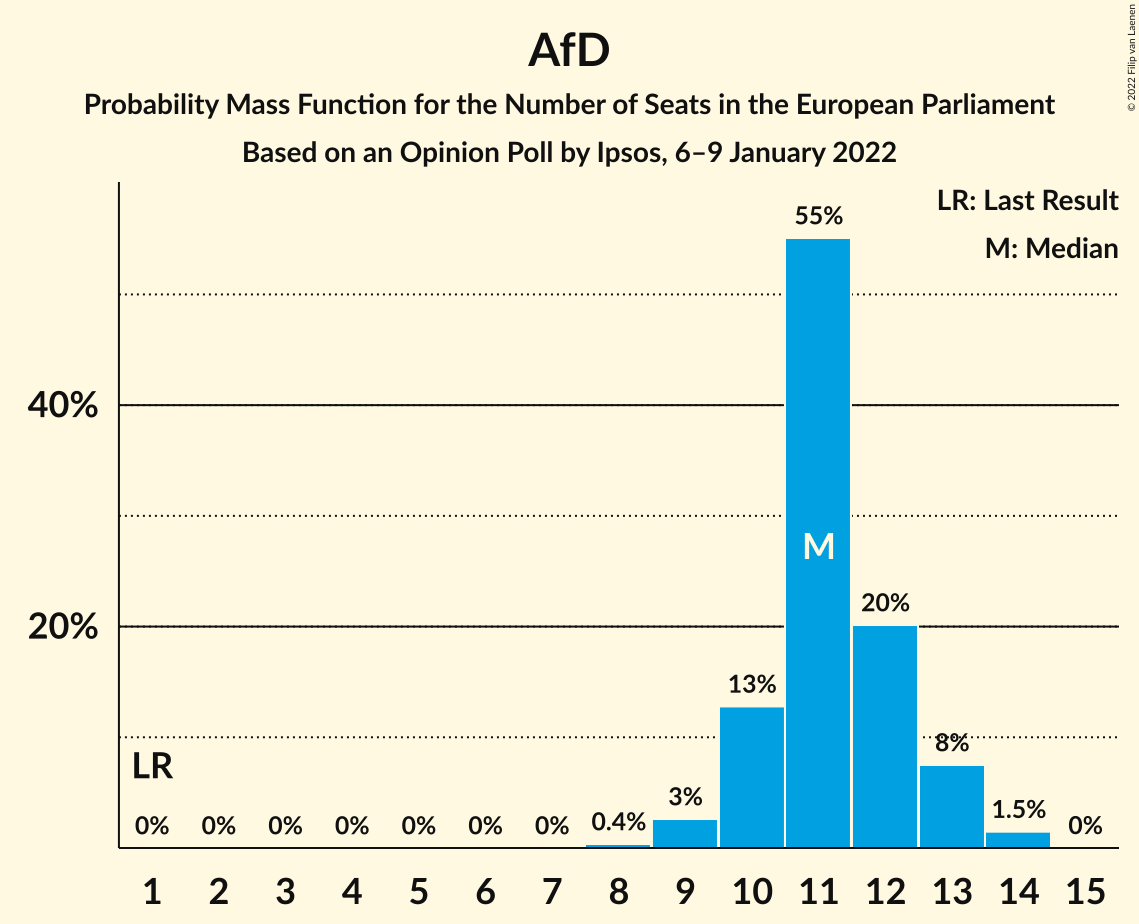 AfD
Probability Mass Function for the Number of Seats in the European Parliament
Based on an Opinion Poll by Ipsos, 6–9 January 2022
© 2022 Filip van Laenen
LR: Last Result
M: Median
55%
40%
M
20%
20%
13%
8%
LR
3%
1.5%
0% 0% 0% 0% 0% 0% 0% 0.4% 0%
1 2 3 4 5 6 7 8 9 10 11 12 13 14 15